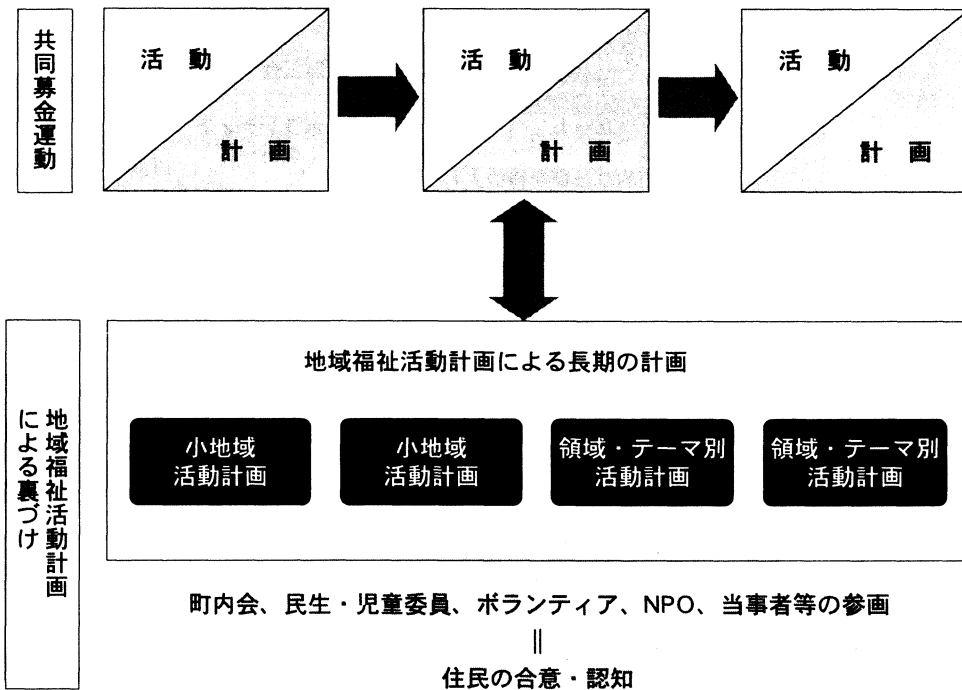 共同募金運動
活 動
計 画
活 動
計 画
活 動
計 画
地域福祉活動計画
による裏づけ
地域福祉活動計画による長期の計画
小地域
活動計画
小地域
活動計画
領域・テーマ別
活動計画
領域・テーマ別
活動計画
町内会、民生・児童委員、ボランティア、NPO、当事者等の参画
||
住民の合意・認知